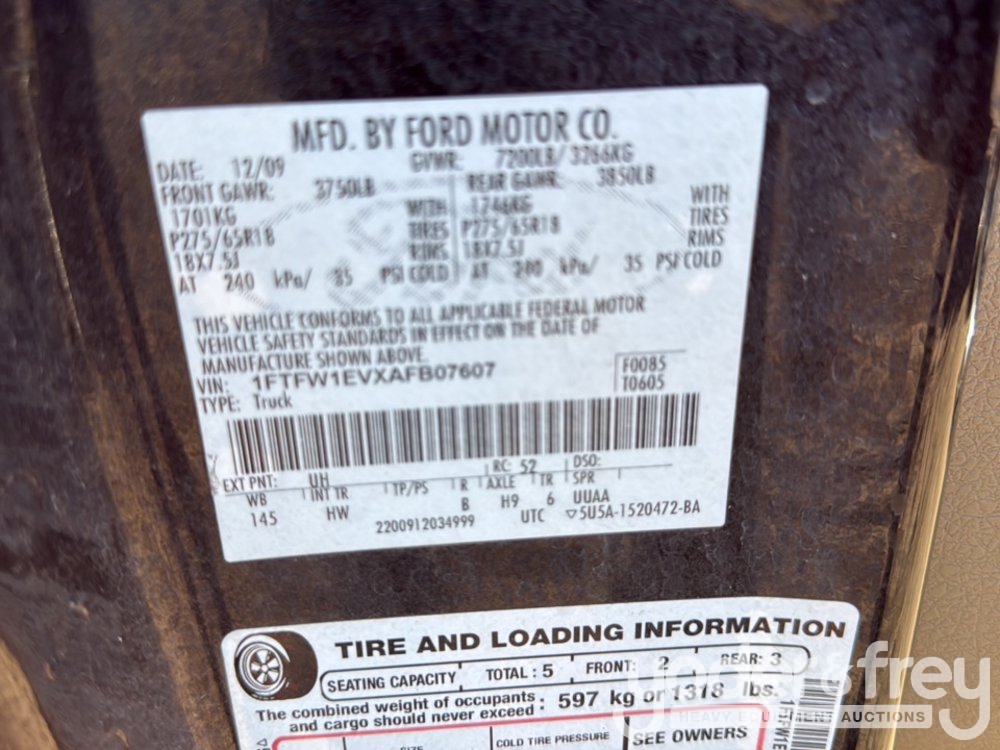 MFD. BY FORD MOTOR CO.
DATE: 12/09 GVWR: 7200LB/ 3266KG
FRONT GAWR: 3750LB REAR GAWR: 3850LB
1701KG WITH 1746KG WITH
P275/65R18 TIRES P275/65R18 TIRES
18X7.5J RIMS 18X7.5J RIMS
AT 240 kPa/ 35 PSI COLD AT 240 kPa/ 35 PSI COLD
THIS VEHICLE CONFORMS TO ALL APPLICABLE FEDERAL MOTOR
VEHICLE SAFETY STANDARDS IN EFFECT ON THE DATE OF
MANUFACTURE SHOWN ABOVE.
VIN: 1FTFW1EVXAFB07607 F0085
TYPE: Truck T0605
EXT PNT: UH RC: 52 DSO:
WB INT TR TP/PS R AXLE TR SPR
145 HW B H9 6 UUAA
2200912034999 UTC ▽5U5A-1520472-BA
TIRE AND LOADING INFORMATION
SEATING CAPACITY TOTAL: 5 FRONT: 2 REAR: 3
The combined weight of occupants
and cargo should never exceed : 597 kg or 1318 lbs.
COLD TIRE PRESSURE SEE OWNERS
1FTFW1E
yoder&frey
HEAVY EQUIPMENT AUCTIONS